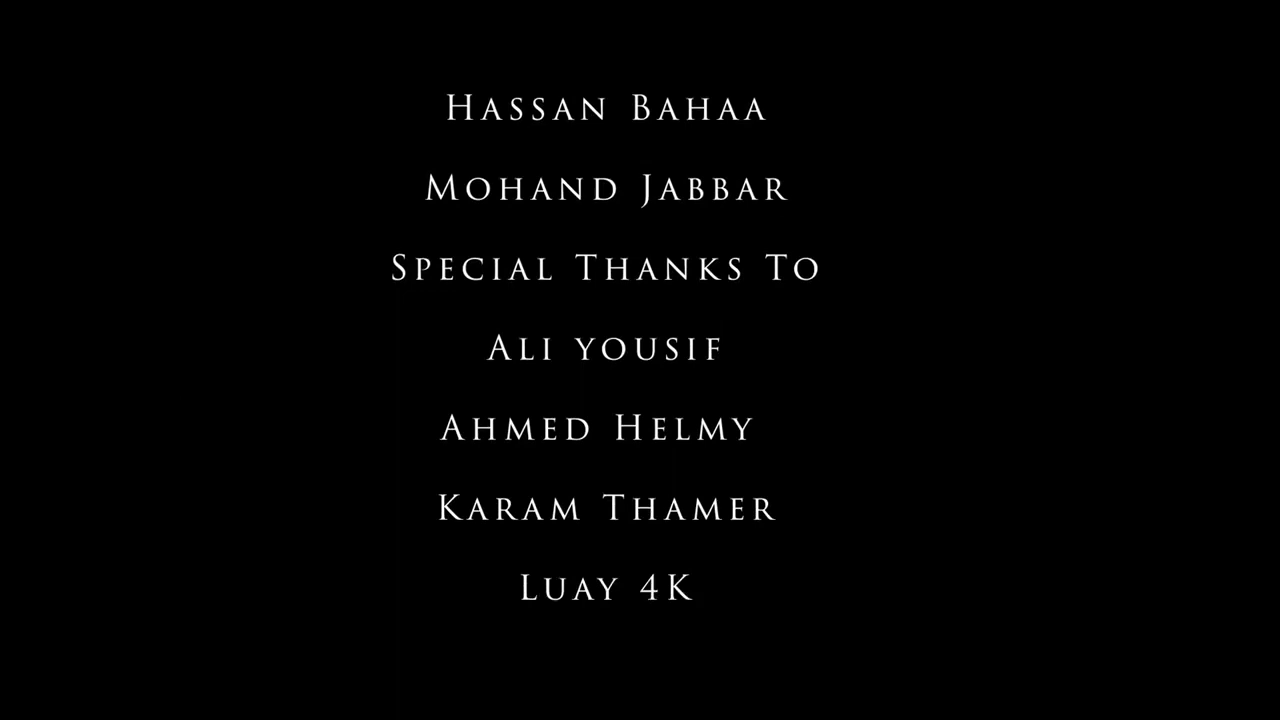 Hassan Bahaa
Mohand Jabbar
Special Thanks To
Ali yousif
Ahmed Helmy
Karam Thamer
Luay 4K